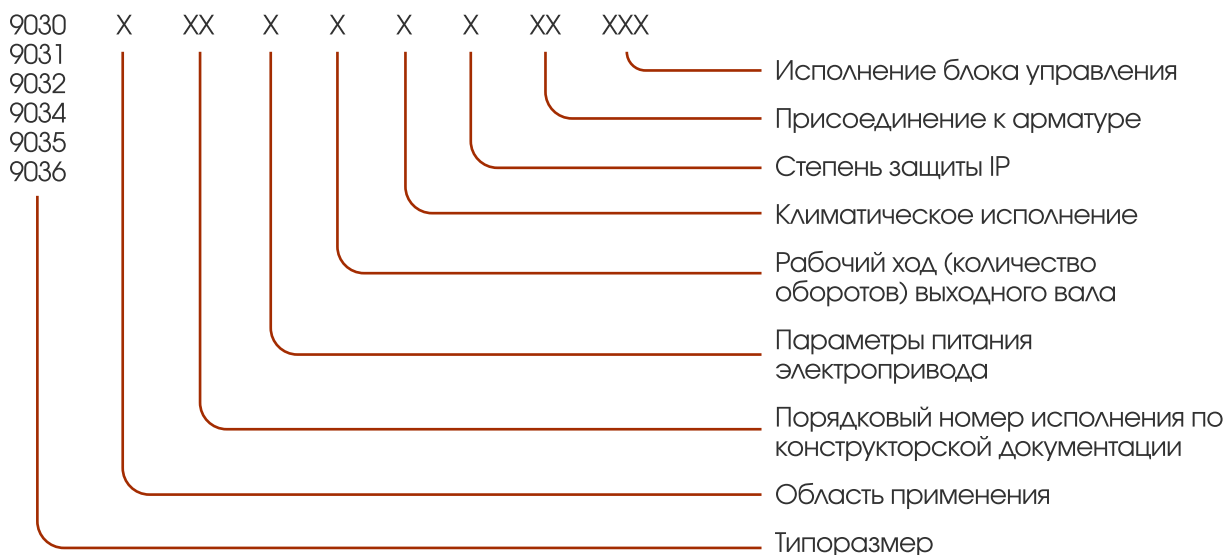 9030 X XX X X X X XX XXX
9031
9032
9034
9035
9036
Исполнение блока управления
Присоединение к арматуре
Степень защиты IP
Климатическое исполнение
Рабочий ход (количество
оборотов) выходного вала
Параметры питания
электропривода
Порядковый номер исполнения по
конструкторской документации
Область применения
Типоразмер